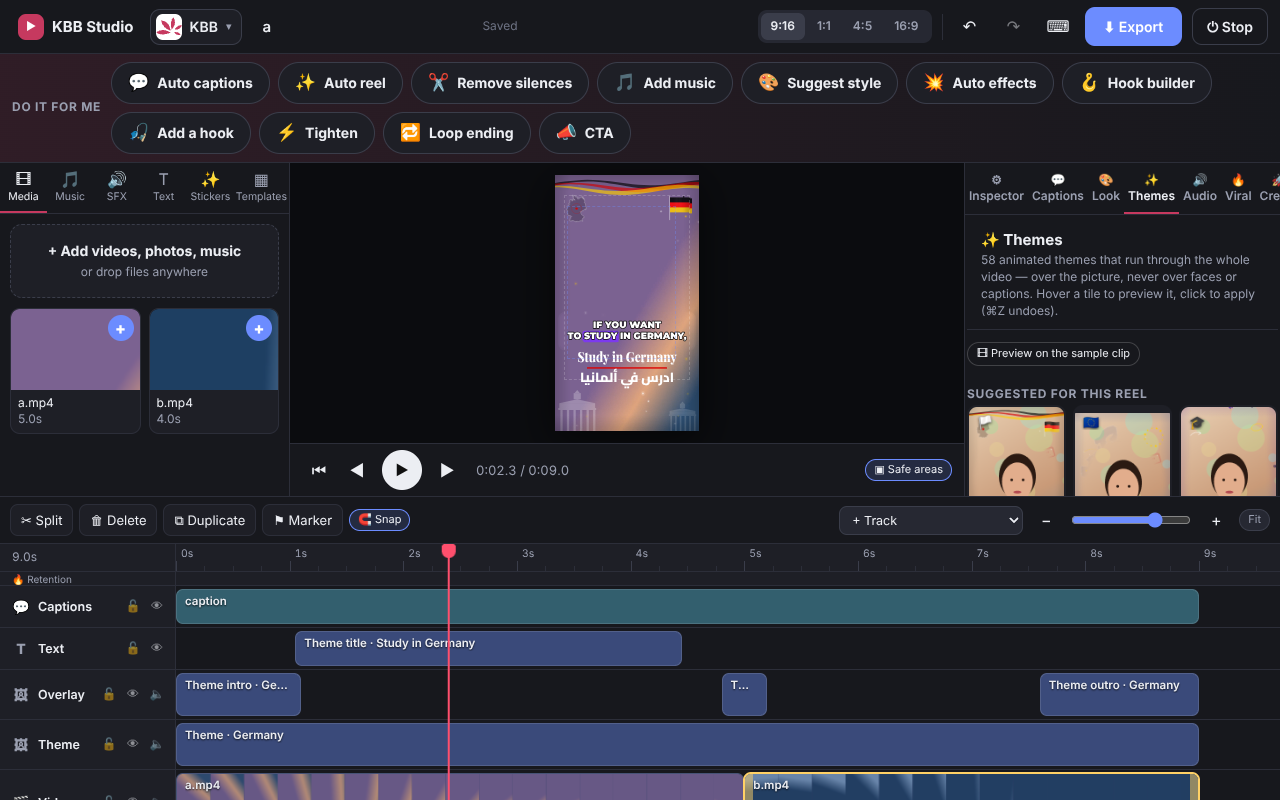 KBB Studio
KBB
a
Saved
9:16
1:1
4:5
16:9
Export
Stop
DO IT FOR ME
Auto captions
Auto reel
Remove silences
Add music
Suggest style
Auto effects
Hook builder
Add a hook
Tighten
Loop ending
CTA
Media
Music
SFX
Text
Stickers
Templates
+ Add videos, photos, music
or drop files anywhere
a.mp4
5.0s
b.mp4
4.0s
IF YOU WANT
TO STUDY IN GERMANY,
Study in Germany
ادرس في ألمانيا
0:02.3 / 0:09.0
Safe areas
Inspector
Captions
Look
Themes
Audio
Viral
Cre
Themes
58 animated themes that run through the whole
video — over the picture, never over faces or
captions. Hover a tile to preview it, click to apply
(⌘Z undoes).
Preview on the sample clip
SUGGESTED FOR THIS REEL
Split
Delete
Duplicate
Marker
Snap
+ Track
Fit
9.0s
0s
1s
2s
3s
4s
5s
6s
7s
8s
9s
Retention
Captions
caption
Text
Theme title · Study in Germany
Overlay
Theme intro · Ge...
T...
Theme outro · Germany
Theme
Theme · Germany
a.mp4
b.mp4